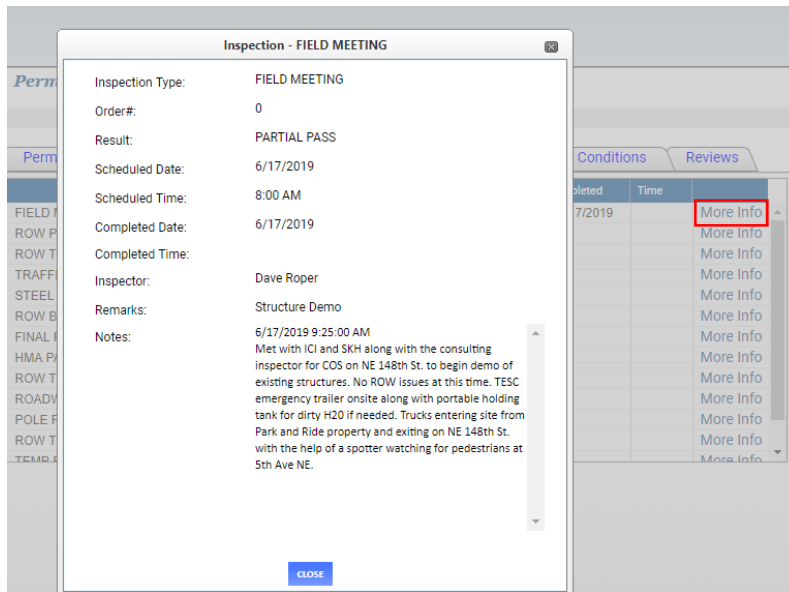 Inspection - FIELD MEETING
Inspection Type: FIELD MEETING
Order#: 0
Result: PARTIAL PASS
Scheduled Date: 6/17/2019
Scheduled Time: 8:00 AM
Completed Date: 6/17/2019
Completed Time:
Inspector: Dave Roper
Remarks: Structure Demo
Notes: 6/17/2019 9:25:00 AM
Met with ICI and SKH along with the consulting
inspector for COS on NE 148th St. to begin demo of
existing structures. No ROW issues at this time. TESC
emergency trailer onsite along with portable holding
tank for dirty H20 if needed. Trucks entering site from
Park and Ride property and exiting on NE 148th St.
with the help of a spotter watching for pedestrians at
5th Ave NE.
CLOSE
Perm
Perm Conditions Reviews
pleted Time
FIELD 7/2019 More Info
ROW P More Info
ROW T More Info
TRAFFI More Info
STEEL More Info
ROW B More Info
FINAL More Info
HMA PA More Info
ROW T More Info
ROADW More Info
POLE F More Info
ROW T More Info
TEMP More Info